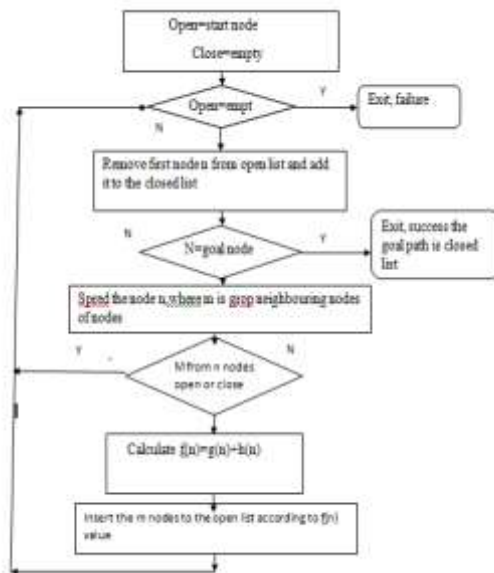 Open=start node
Close=empty
Open=empt
Y
Exit, failure
N
Remove first node n from open list and add
it to the closed list
N
N=goal node
Y
Exit, success the
goal path is closed
list
Spred the node n,where m is grop neighbouring nodes
of nodes
Y
N
M from n nodes
open or close
Calculate f(n)=g(n)+h(n)
Insert the m nodes to the open list according to f(n)
value